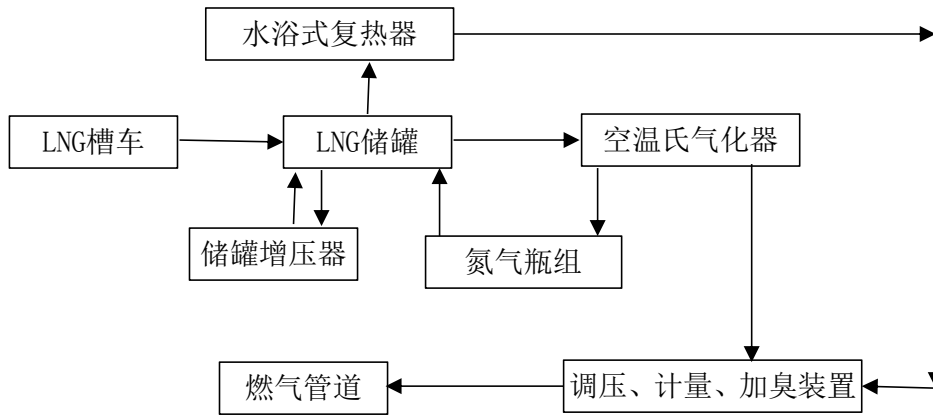 水浴式复热器
LNG槽车
LNG储罐
空温氏气化器
储罐增压器
氮气瓶组
燃气管道
调压、计量、加臭装置